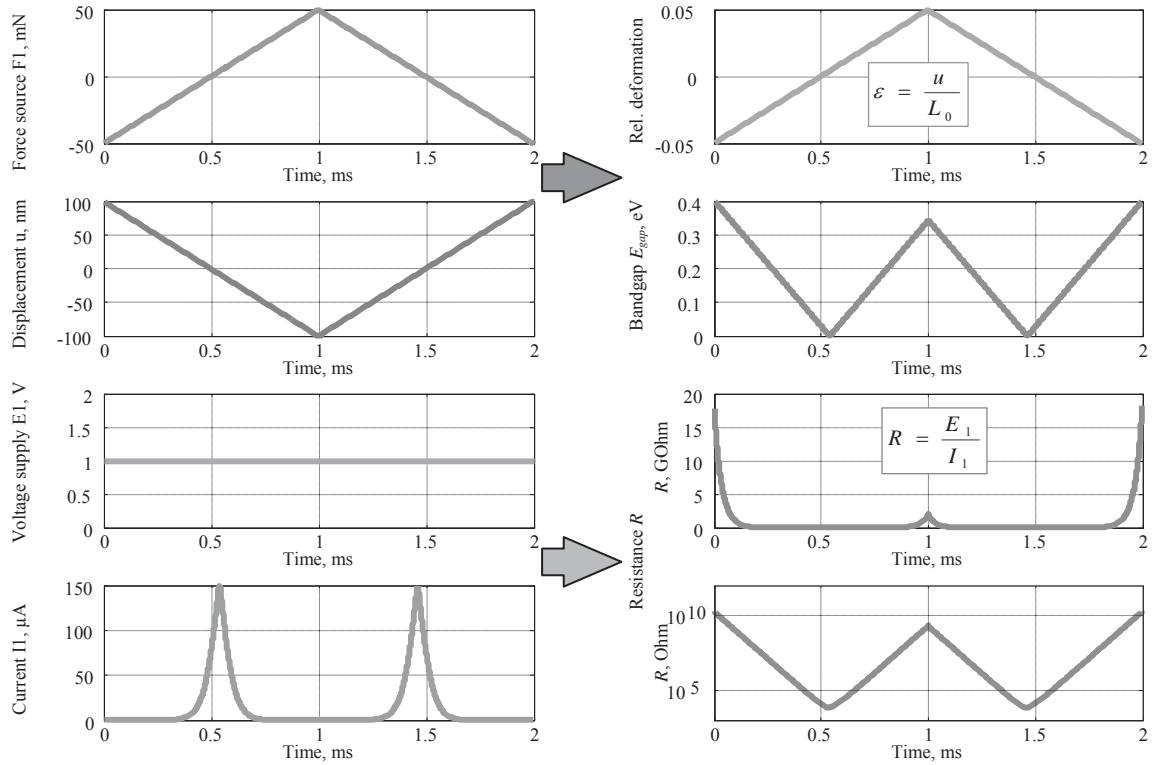 Force source F1, mN
50
0
-50
0 0.5 1 1.5 2
Time, ms
Rel. deformation
0.05
0
-0.05
ε = u / L₀
0 0.5 1 1.5 2
Time, ms
Displacement u, nm
100
50
0
-50
-100
0 0.5 1 1.5 2
Time, ms
Bandgap E_gap, eV
0.4
0.3
0.2
0.1
0
0 0.5 1 1.5 2
Time, ms
Voltage supply E1, V
2
1.5
1
0.5
0
0 0.5 1 1.5 2
Time, ms
Resistance R
R, GOhm
20
15
10
5
0
R = E₁ / I₁
0 0.5 1 1.5 2
Time, ms
Current I1, µA
150
100
50
0
0 0.5 1 1.5 2
Time, ms
R, Ohm
10¹⁰
10⁵
0 0.5 1 1.5 2
Time, ms